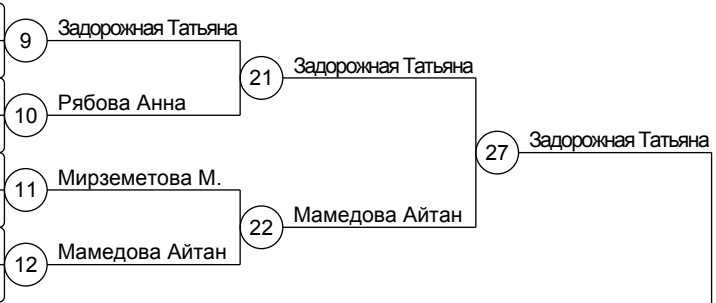 9 Задорожная Татьяна
21 Задорожная Татьяна
10 Рябова Анна
27 Задорожная Татьяна
11 Мирземетова М.
22 Мамедова Айтан
12 Мамедова Айтан